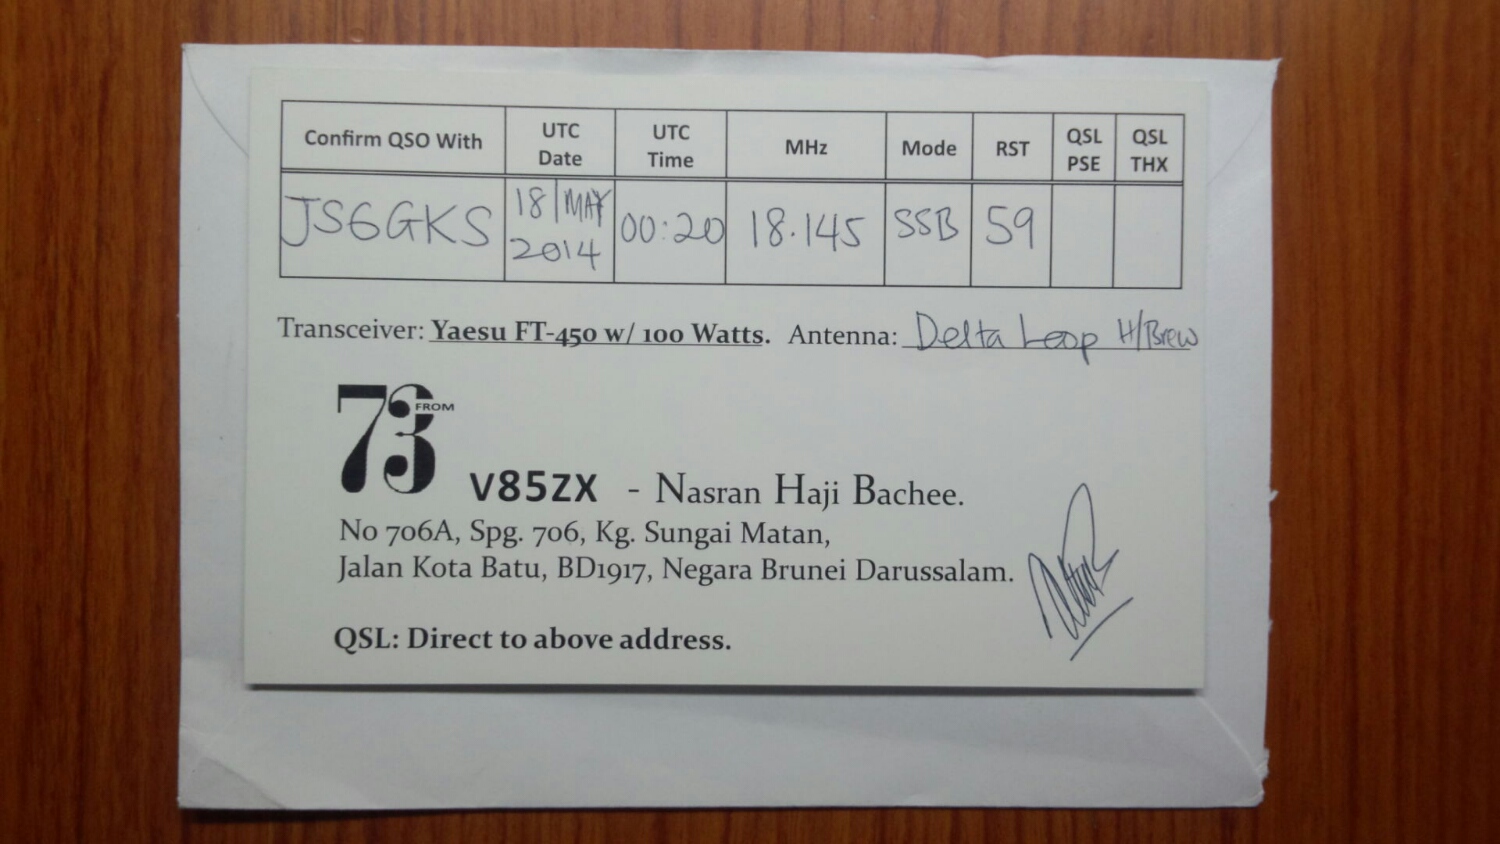 Confirm QSO With UTC Date UTC Time MHz Mode RST QSL PSE QSL THX
JS6GKS 18/MAY 2014 00:20 18.145 SSB 59
Transceiver: Yaesu FT-450 w/ 100 Watts. Antenna: Delta Loop H/Brew
73 FROM
V85ZX - Nasran Haji Bachee.
No 706A, Spg. 706, Kg. Sungai Matan,
Jalan Kota Batu, BD1917, Negara Brunei Darussalam.
QSL: Direct to above address.